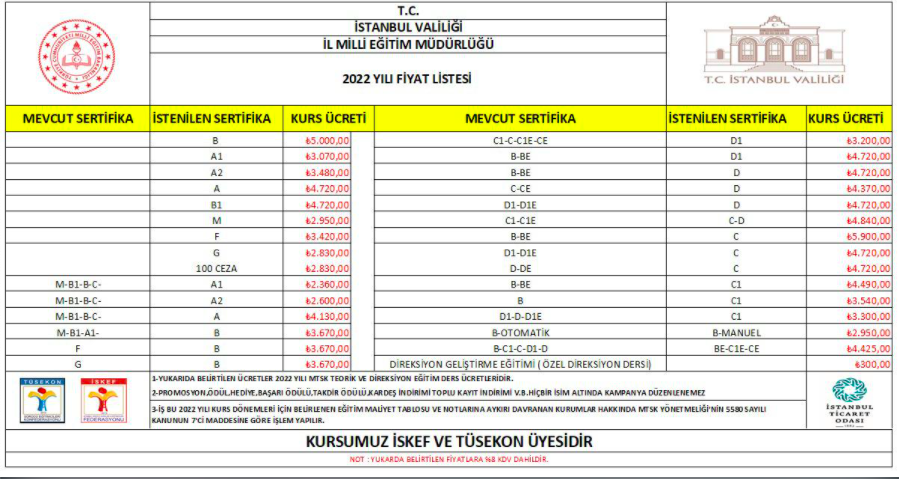 T.C.
İSTANBUL VALİLİĞİ
İL MİLLİ EĞİTİM MÜDÜRLÜĞÜ
2022 YILI FİYAT LİSTESİ
T.C. İSTANBUL VALİLİĞİ
MEVCUT SERTİFİKA İSTENİLEN SERTİFİKA KURS ÜCRETİ MEVCUT SERTİFİKA İSTENİLEN SERTİFİKA KURS ÜCRETİ
B ₺5.000,00 C1-C-C1E-CE D1 ₺3.200,00
A1 ₺3.070,00 B-BE D1 ₺4.720,00
A2 ₺3.480,00 B-BE D ₺4.720,00
A ₺4.720,00 C-CE D ₺4.370,00
B1 ₺4.720,00 D1-D1E D ₺4.720,00
M ₺2.950,00 C1-C1E C-D ₺4.840,00
F ₺3.420,00 B-BE C ₺5.900,00
G ₺2.830,00 D1-D1E C ₺4.720,00
100 CEZA ₺2.830,00 D-DE C ₺4.720,00
M-B1-B-C- A1 ₺2.360,00 B-BE C1 ₺4.490,00
M-B1-B-C- A2 ₺2.600,00 B C1 ₺3.540,00
M-B1-B-C- A ₺4.130,00 D1-D-D1E C1 ₺3.300,00
M-B1-A1- B ₺3.670,00 B-OTOMATİK B-MANUEL ₺2.950,00
F B ₺3.670,00 B-C1-C-D1-D BE-C1E-CE ₺4.425,00
G B ₺3.670,00 DİREKSİYON GELİŞTİRME EĞİTİMİ ( ÖZEL DİREKSİYON DERSİ) ₺300,00
TÜSEKON
İSKEF
FEDERASYONU
1-YUKARIDA BELİRTİLEN ÜCRETLER 2022 YILI MTSK TEORİK VE DİREKSİYON EĞİTİM DERS ÜCRETLERİDİR.
2-PROMOSYON,ÖDÜL,HEDİYE,BAŞARI ÖDÜLÜ,TAKDİR ÖDÜLÜ,KARDEŞ İNDİRİMİ TOPLU KAYIT İNDİRİMİ V.B.HİÇBİR İSİM ALTINDA KAMPANYA DÜZENLENEMEZ
3-İŞ BU 2022 YILI KURS DÖNEMLERİ İÇİN BELİRLENEN EĞİTİM MALİYET TABLOSU VE NOTLARINA AYKIRI DAVRANAN KURUMLAR HAKKINDA MTSK YÖNETMELİĞİ'NİN 5580 SAYILI
KANUNUN 7'Cİ MADDESİNE GÖRE İŞLEM YAPILIR.
İSTANBUL
TİCARET
ODASI
KURSUMUZ İSKEF VE TÜSEKON ÜYESİDİR
NOT : YUKARDA BELİRTİLEN FİYATLARA %8 KDV DAHİLDİR.